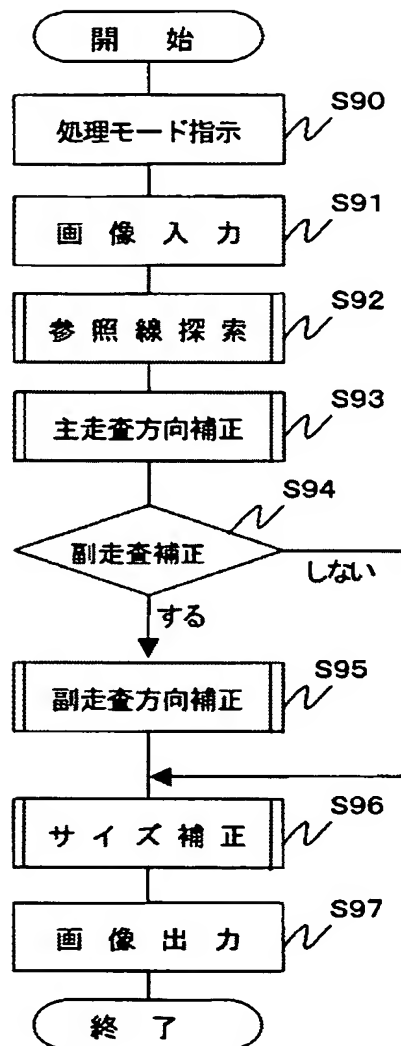 開 始
S90
処理モード指示
S91
画 像 入 力
S92
参 照 線 探 索
S93
主走査方向補正
S94
副走査補正
しない
する
S95
副走査方向補正
S96
サ イ ズ 補 正
S97
画 像 出 力
終 了